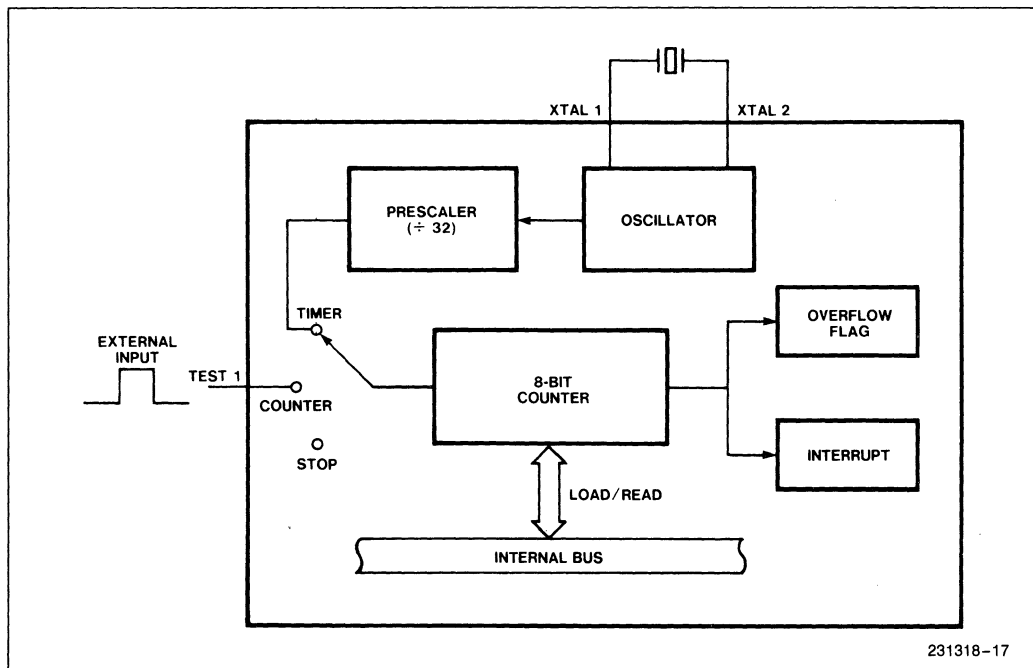 XTAL 1
XTAL 2
PRESCALER
(÷ 32)
OSCILLATOR
TIMER
OVERFLOW
FLAG
EXTERNAL
INPUT
TEST 1
COUNTER
8-BIT
COUNTER
STOP
INTERRUPT
LOAD/READ
INTERNAL BUS
231318-17